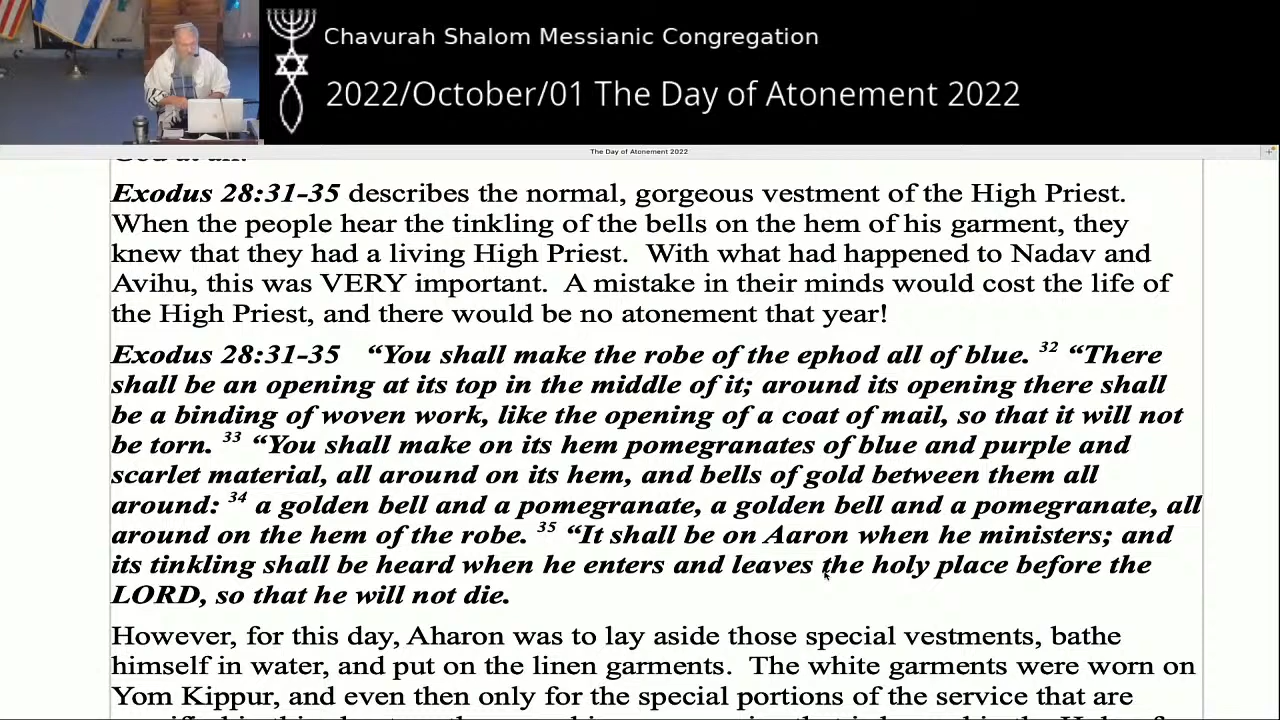 Chavurah Shalom Messianic Congregation
2022/October/01 The Day of Atonement 2022
The Day of Atonement 2022
God at all.
Exodus 28:31-35 describes the normal, gorgeous vestment of the High Priest.
When the people hear the tinkling of the bells on the hem of his garment, they
knew that they had a living High Priest.  With what had happened to Nadav and
Avihu, this was VERY important.  A mistake in their minds would cost the life of
the High Priest, and there would be no atonement that year!
Exodus 28:31-35   “You shall make the robe of the ephod all of blue. 32 “There
shall be an opening at its top in the middle of it; around its opening there shall
be a binding of woven work, like the opening of a coat of mail, so that it will not
be torn. 33 “You shall make on its hem pomegranates of blue and purple and
scarlet material, all around on its hem, and bells of gold between them all
around: 34 a golden bell and a pomegranate, a golden bell and a pomegranate, all
around on the hem of the robe. 35 “It shall be on Aaron when he ministers; and
its tinkling shall be heard when he enters and leaves the holy place before the
LORD, so that he will not die.
However, for this day, Aharon was to lay aside those special vestments, bathe
himself in water, and put on the linen garments.  The white garments were worn on
Yom Kippur, and even then only for the special portions of the service that are